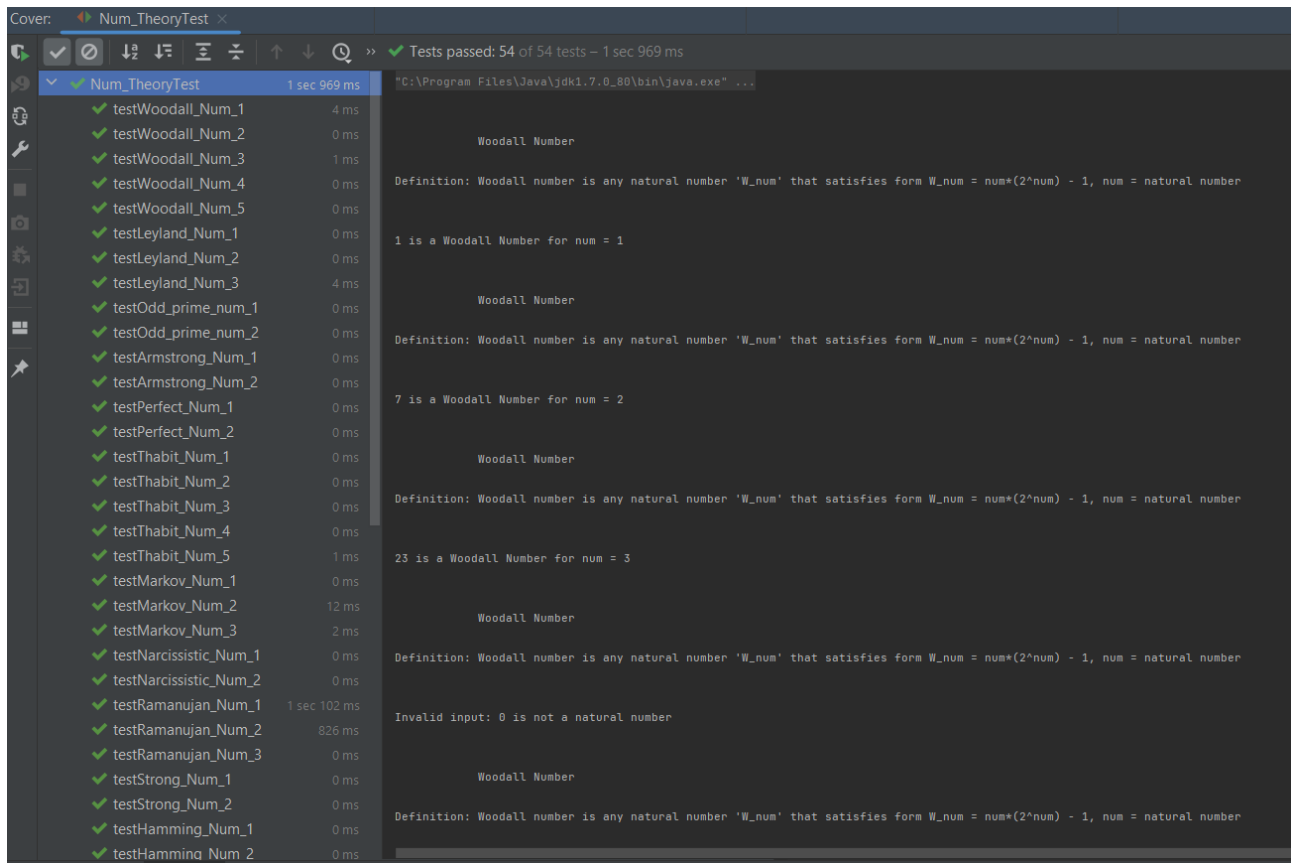 Cover: Num_TheoryTest ×
» Tests passed: 54 of 54 tests – 1 sec 969 ms
Num_TheoryTest 1 sec 969 ms
testWoodall_Num_1 4 ms
testWoodall_Num_2 0 ms
testWoodall_Num_3 1 ms
testWoodall_Num_4 0 ms
testWoodall_Num_5 0 ms
testLeyland_Num_1 0 ms
testLeyland_Num_2 0 ms
testLeyland_Num_3 4 ms
testOdd_prime_num_1 0 ms
testOdd_prime_num_2 0 ms
testArmstrong_Num_1 0 ms
testArmstrong_Num_2 0 ms
testPerfect_Num_1 0 ms
testPerfect_Num_2 0 ms
testThabit_Num_1 0 ms
testThabit_Num_2 0 ms
testThabit_Num_3 0 ms
testThabit_Num_4 0 ms
testThabit_Num_5 1 ms
testMarkov_Num_1 0 ms
testMarkov_Num_2 12 ms
testMarkov_Num_3 2 ms
testNarcissistic_Num_1 0 ms
testNarcissistic_Num_2 0 ms
testRamanujan_Num_1 1 sec 102 ms
testRamanujan_Num_2 826 ms
testRamanujan_Num_3 0 ms
testStrong_Num_1 0 ms
testStrong_Num_2 0 ms
testHamming_Num_1 0 ms
testHamming_Num_2 0 ms
"C:\Program Files\Java\jdk1.7.0_80\bin\java.exe" ...
Woodall Number
Definition: Woodall number is any natural number 'W_num' that satisfies form W_num = num*(2^num) - 1, num = natural number
1 is a Woodall Number for num = 1
Woodall Number
Definition: Woodall number is any natural number 'W_num' that satisfies form W_num = num*(2^num) - 1, num = natural number
7 is a Woodall Number for num = 2
Woodall Number
Definition: Woodall number is any natural number 'W_num' that satisfies form W_num = num*(2^num) - 1, num = natural number
23 is a Woodall Number for num = 3
Woodall Number
Definition: Woodall number is any natural number 'W_num' that satisfies form W_num = num*(2^num) - 1, num = natural number
Invalid input: 0 is not a natural number
Woodall Number
Definition: Woodall number is any natural number 'W_num' that satisfies form W_num = num*(2^num) - 1, num = natural number